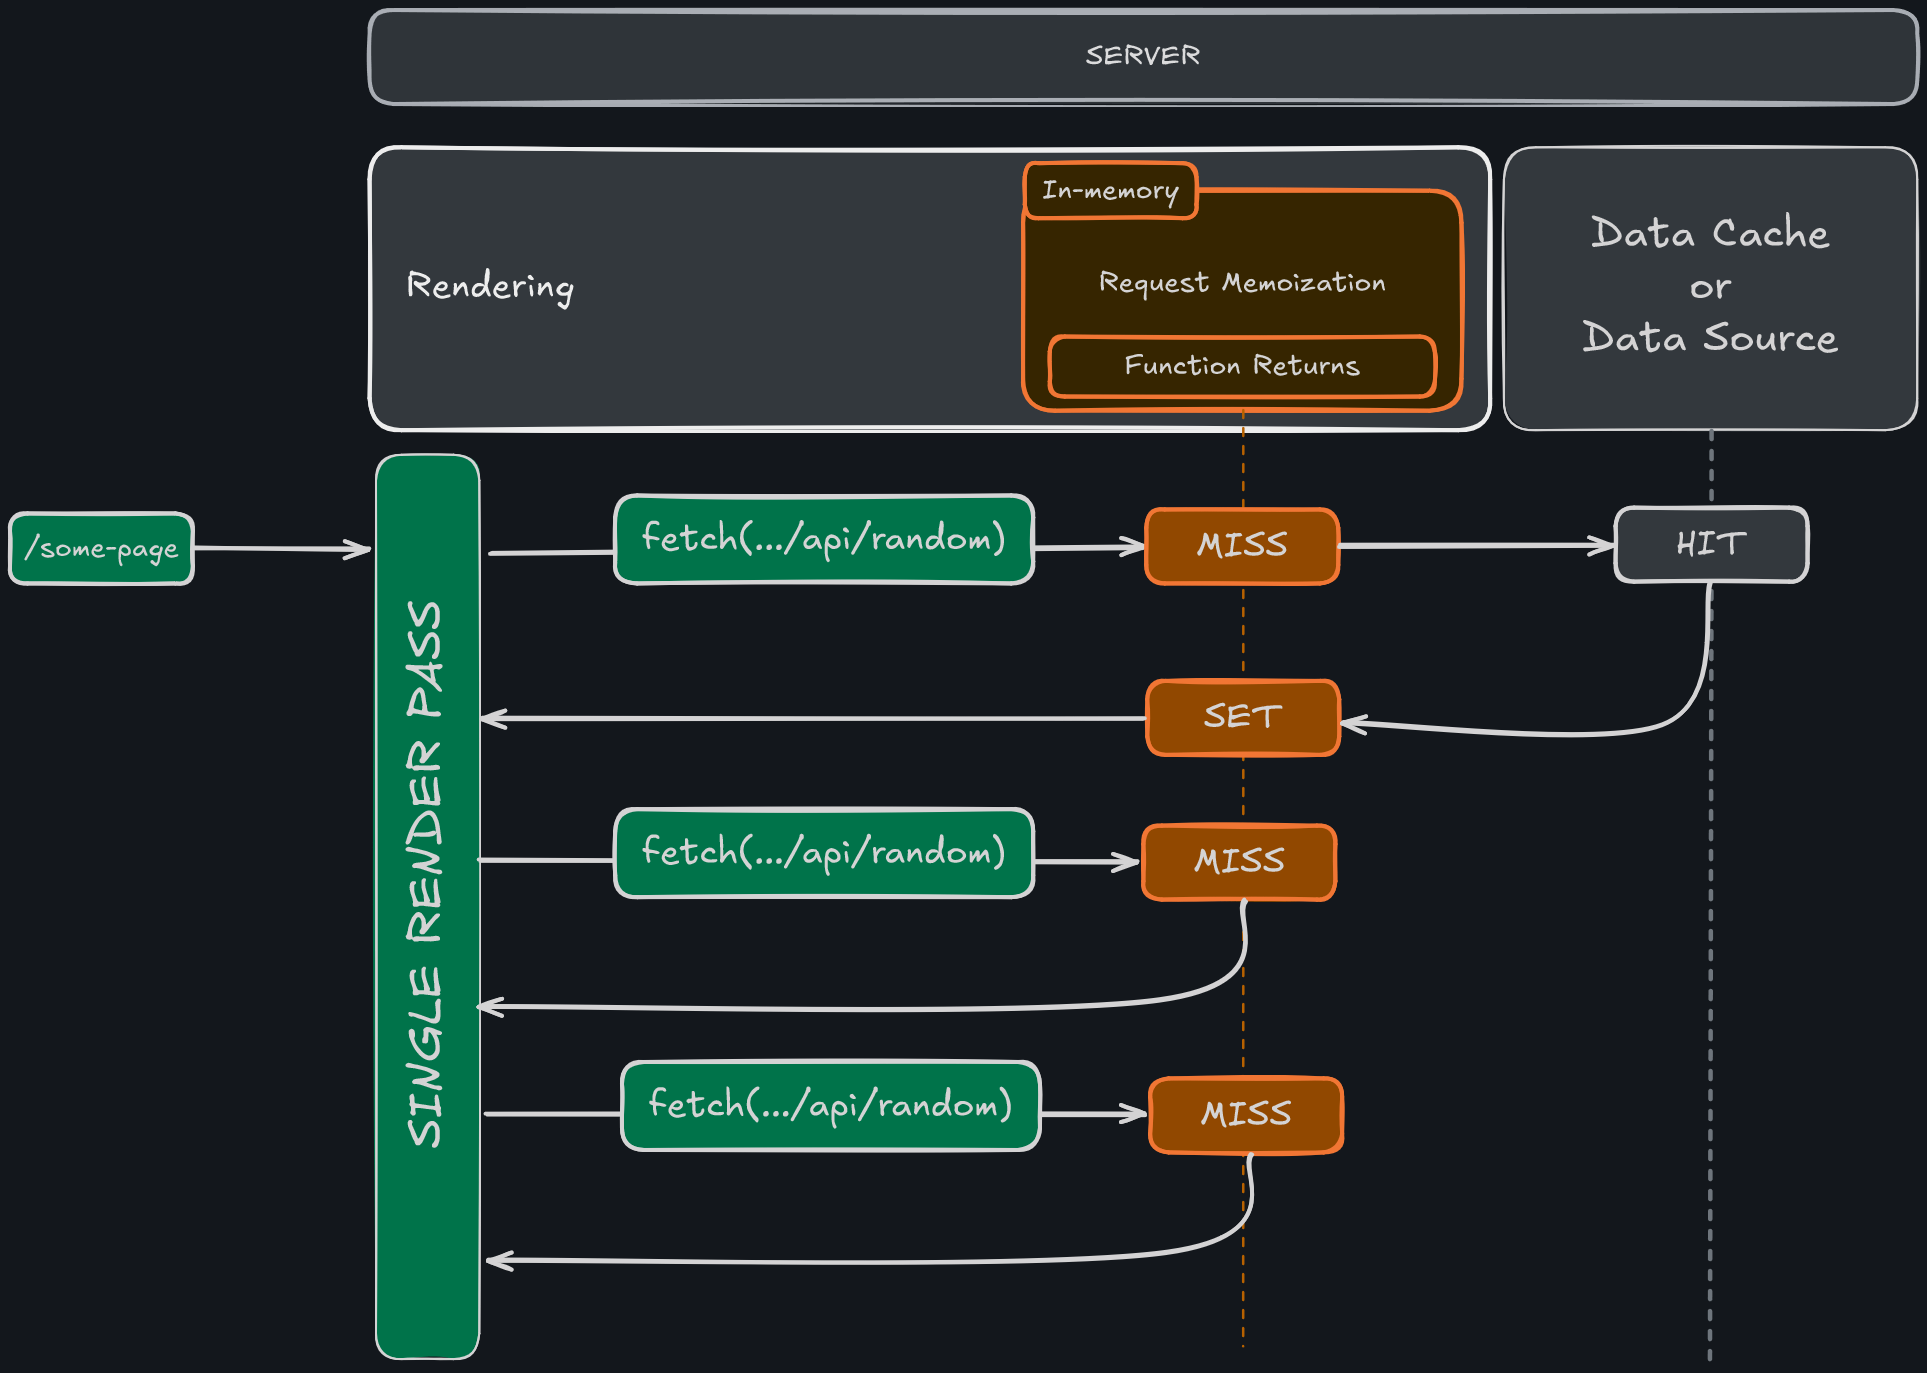 SERVER
In-memory
Rendering
Request Memoization
Function Returns
Data Cache
or
Data Source
/some-page
SINGLE RENDER PASS
fetch(.../api/random)
MISS
HIT
SET
fetch(.../api/random)
MISS
fetch(.../api/random)
MISS